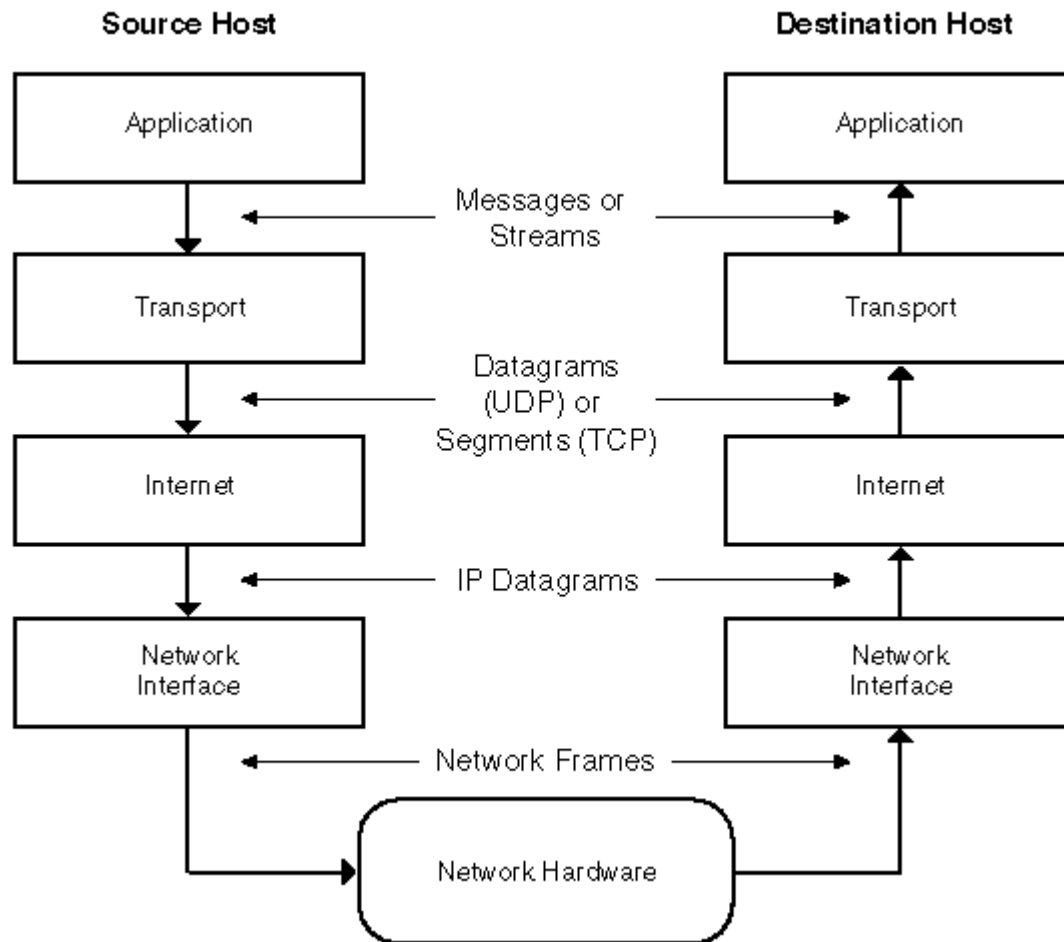 Source Host
Destination Host
Application
Application
Messages or
Streams
Transport
Transport
Datagrams
(UDP) or
Segments (TCP)
Internet
Internet
IP Datagrams
Network
Interface
Network
Interface
Network Frames
Network Hardware